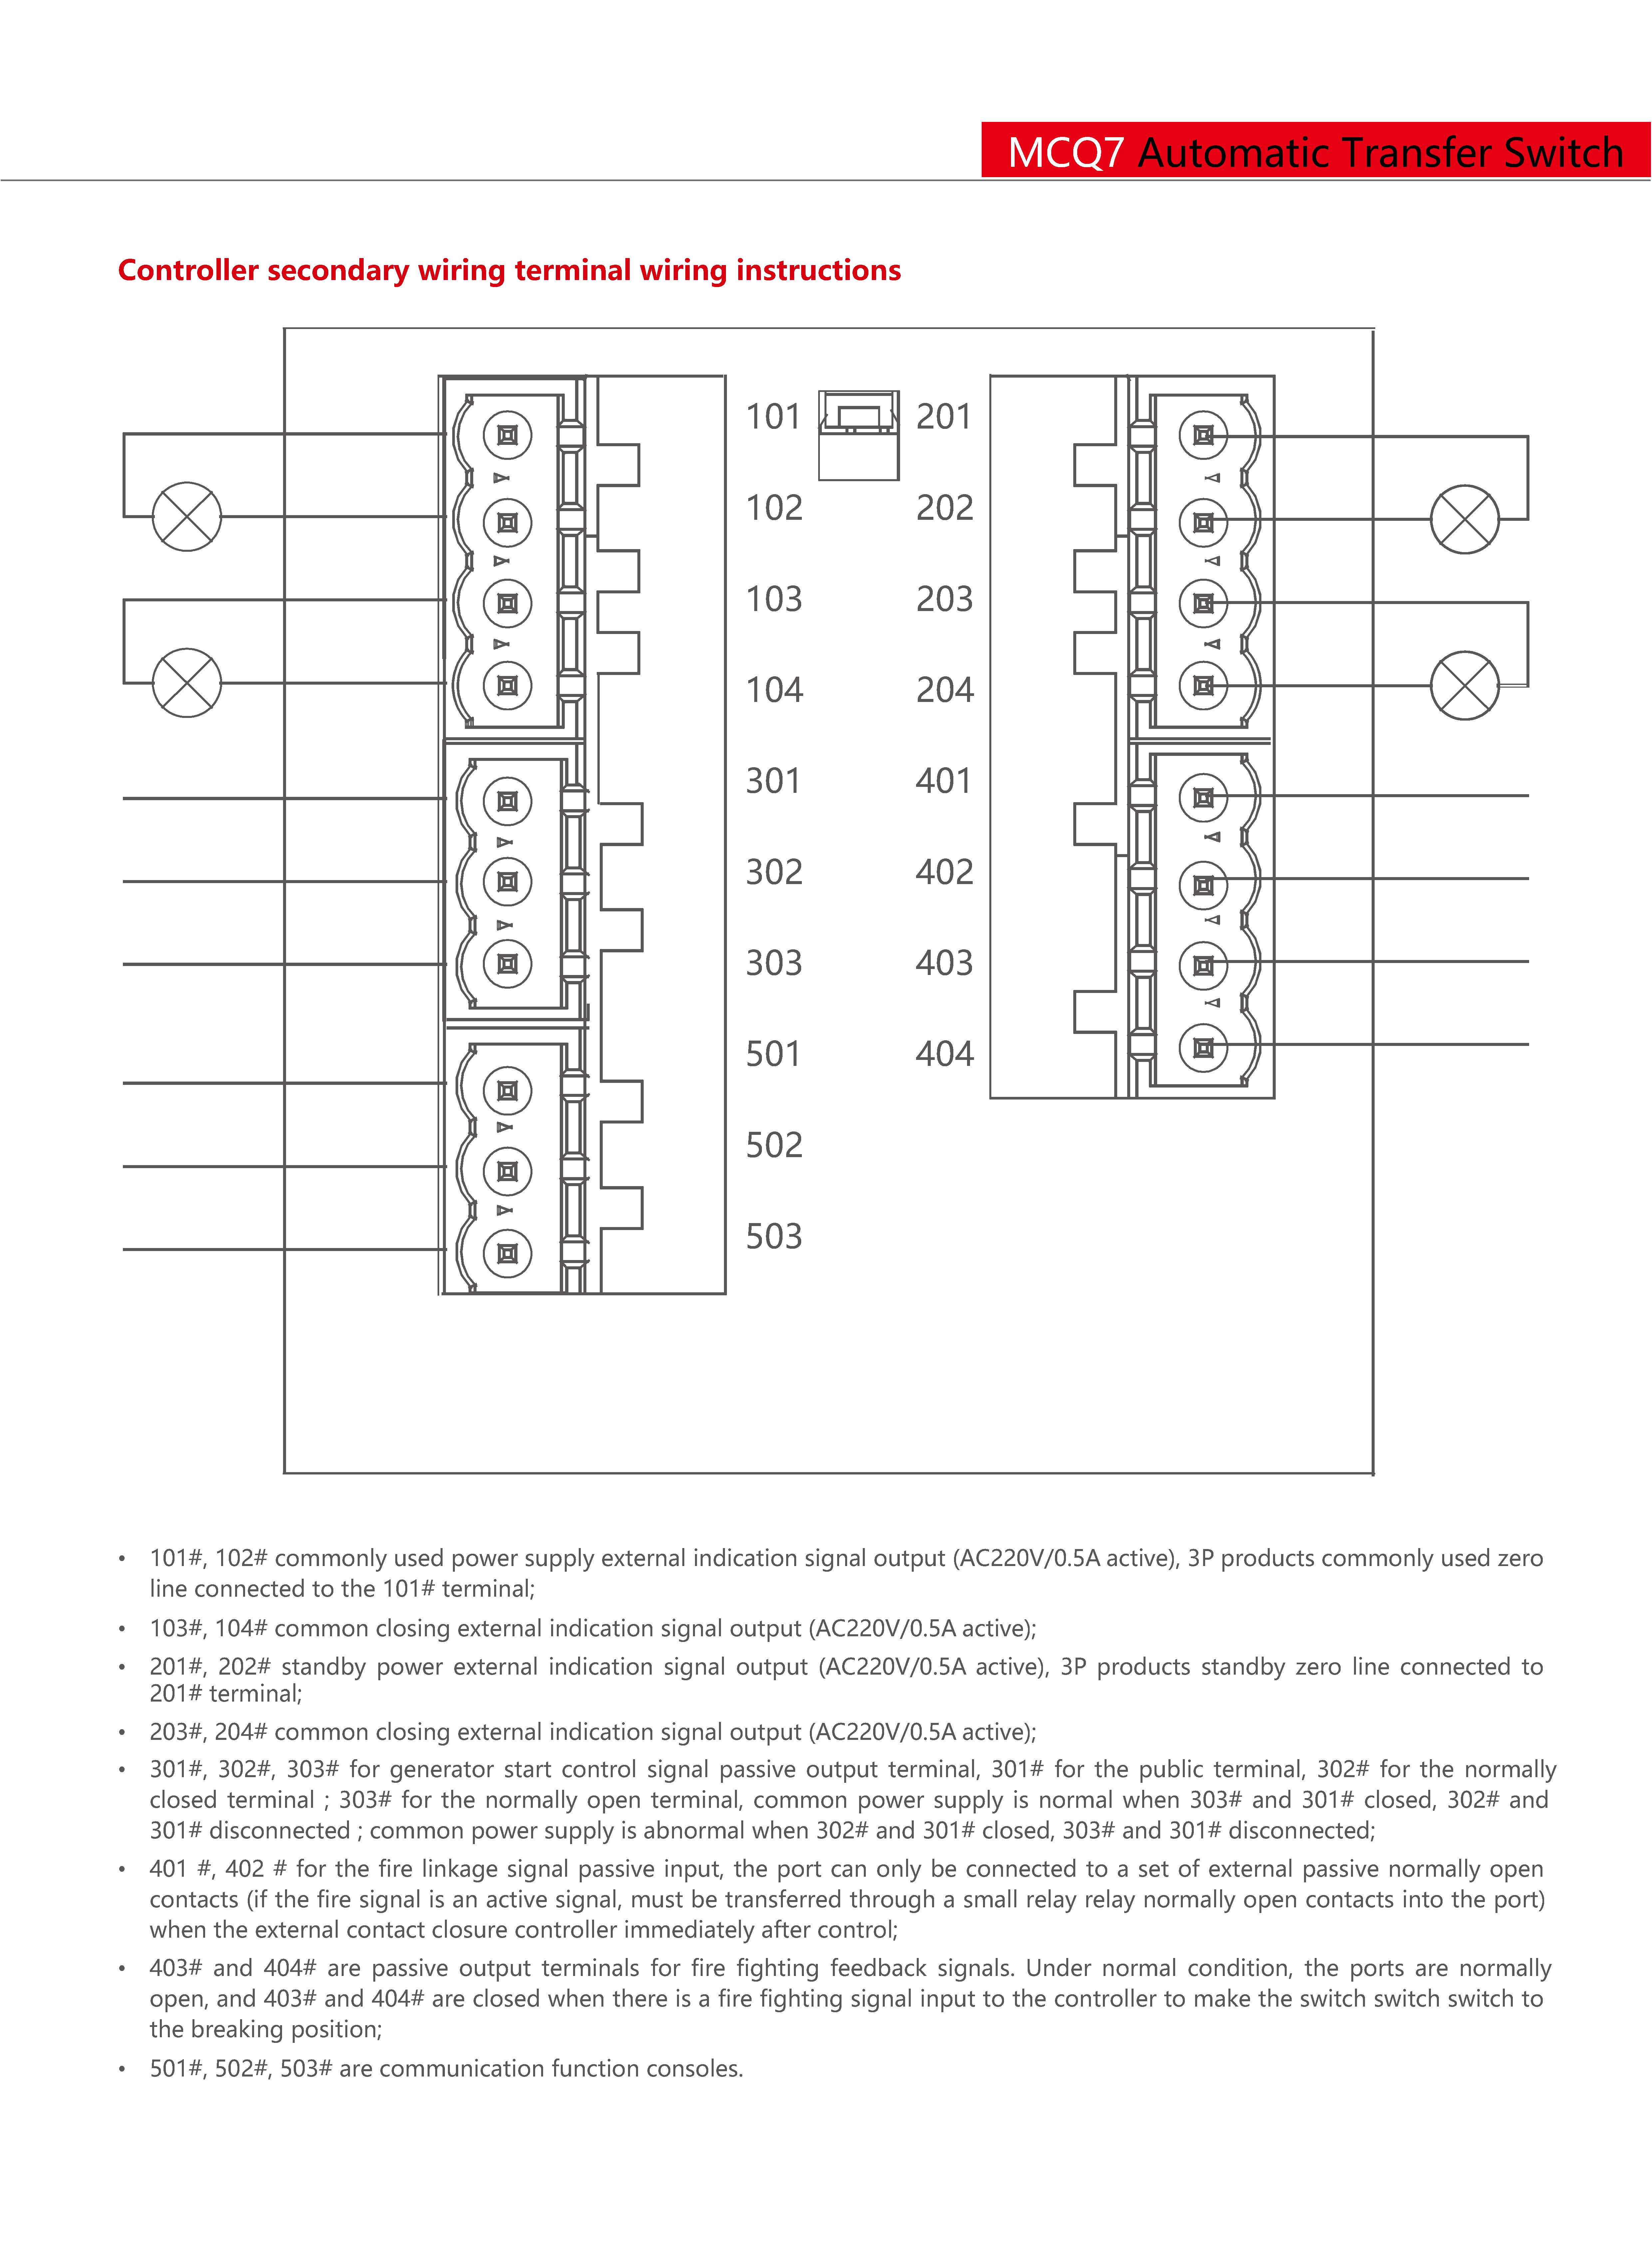 MCQ7 Automatic Transfer Switch
Controller secondary wiring terminal wiring instructions
101 201
102 202
103 203
104 204
301 401
302 402
303 403
501 404
502
503
• 101#, 102# commonly used power supply external indication signal output (AC220V/0.5A active), 3P products commonly used zero
line connected to the 101# terminal;
• 103#, 104# common closing external indication signal output (AC220V/0.5A active);
• 201#, 202# standby power external indication signal output (AC220V/0.5A active), 3P products standby zero line connected to
201# terminal;
• 203#, 204# common closing external indication signal output (AC220V/0.5A active);
• 301#, 302#, 303# for generator start control signal passive output terminal, 301# for the public terminal, 302# for the normally
closed terminal ; 303# for the normally open terminal, common power supply is normal when 303# and 301# closed, 302# and
301# disconnected ; common power supply is abnormal when 302# and 301# closed, 303# and 301# disconnected;
• 401 #, 402 # for the fire linkage signal passive input, the port can only be connected to a set of external passive normally open
contacts (if the fire signal is an active signal, must be transferred through a small relay relay normally open contacts into the port)
when the external contact closure controller immediately after control;
• 403# and 404# are passive output terminals for fire fighting feedback signals. Under normal condition, the ports are normally
open, and 403# and 404# are closed when there is a fire fighting signal input to the controller to make the switch switch switch to
the breaking position;
• 501#, 502#, 503# are communication function consoles.